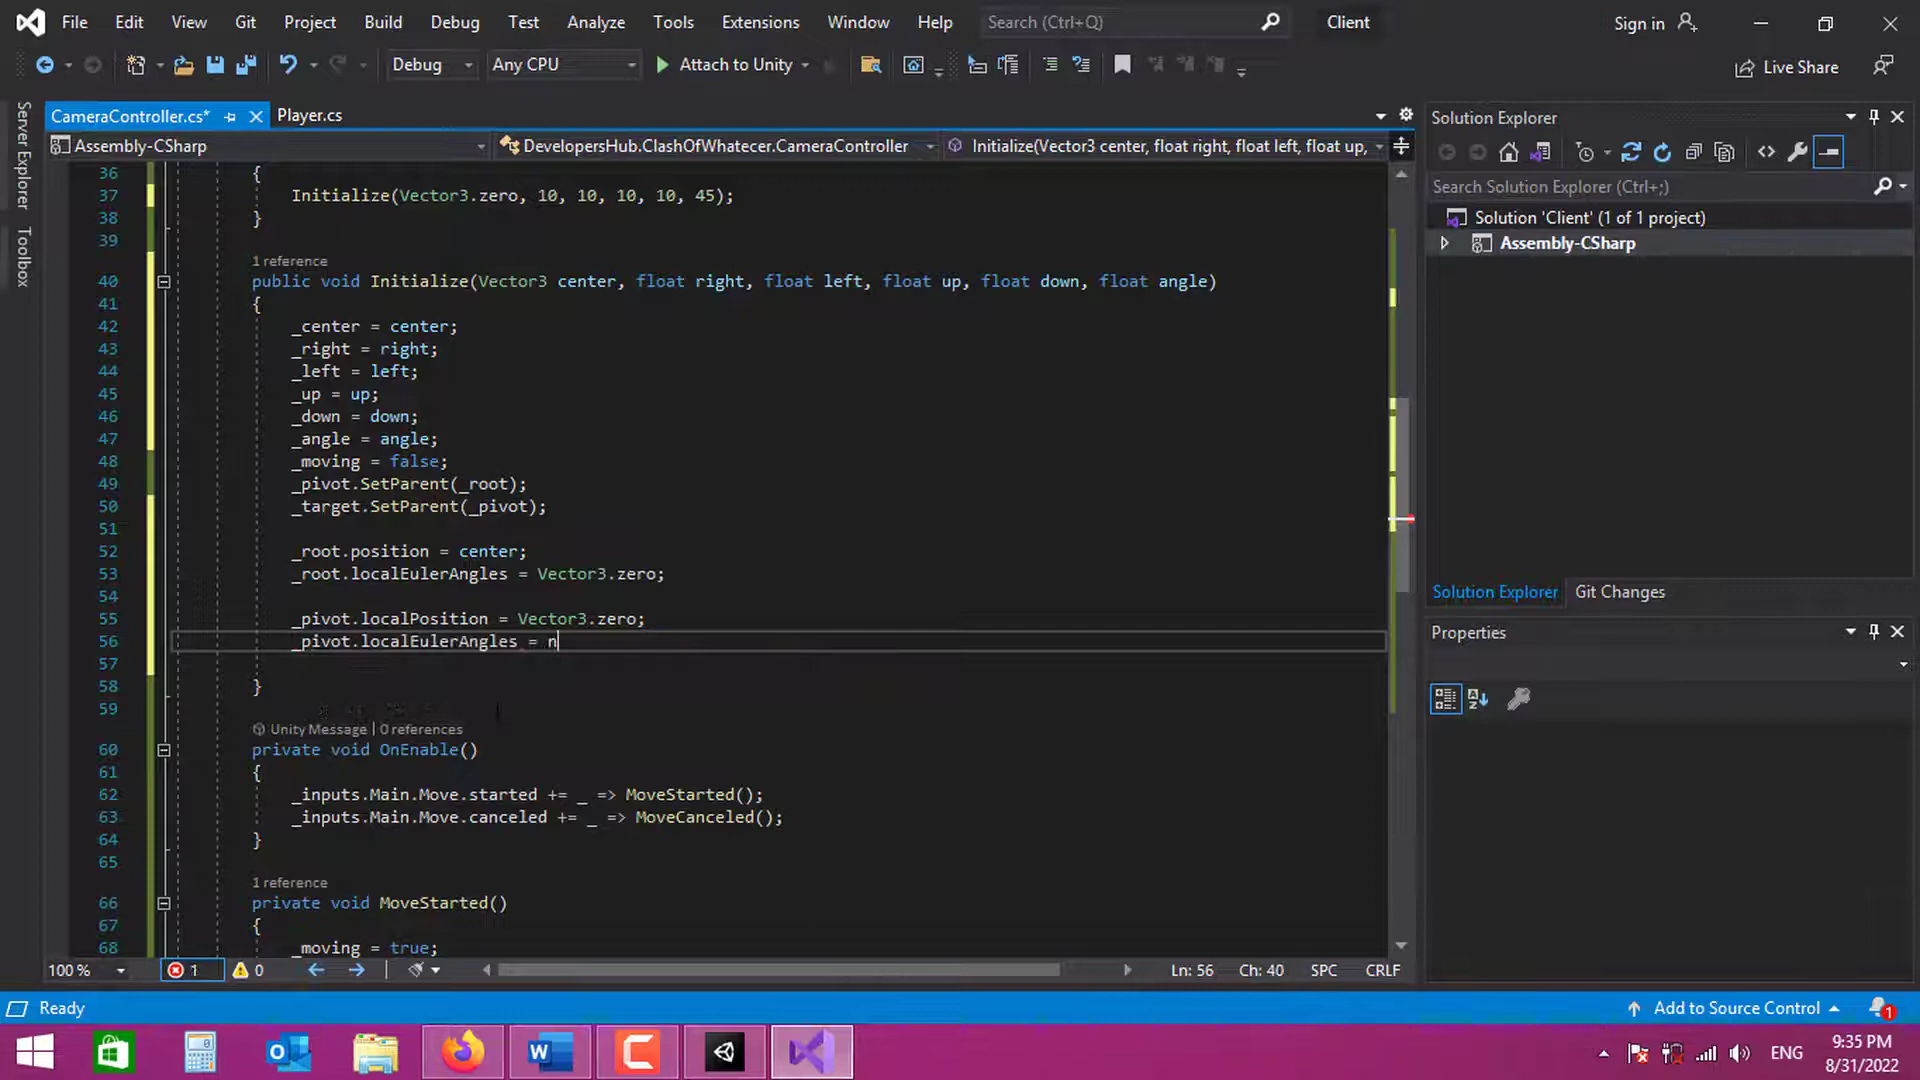 File Edit View Git Project Build Debug Test Analyze Tools Extensions Window Help Search (Ctrl+Q) Client Sign in
Debug Any CPU Attach to Unity Live Share
Server Explorer
Toolbox
CameraController.cs* Player.cs
Assembly-CSharp DevelopersHub.ClashOfWhatecer.CameraController Initialize(Vector3 center, float right, float left, float up,
36 {
37 Initialize(Vector3.zero, 10, 10, 10, 10, 45);
38 }
39
1 reference
40 public void Initialize(Vector3 center, float right, float left, float up, float down, float angle)
41 {
42 _center = center;
43 _right = right;
44 _left = left;
45 _up = up;
46 _down = down;
47 _angle = angle;
48 _moving = false;
49 _pivot.SetParent(_root);
50 _target.SetParent(_pivot);
51
52 _root.position = center;
53 _root.localEulerAngles = Vector3.zero;
54
55 _pivot.localPosition = Vector3.zero;
56 _pivot.localEulerAngles = n
57
58 }
59
Unity Message | 0 references
60 private void OnEnable()
61 {
62 _inputs.Main.Move.started += _ => MoveStarted();
63 _inputs.Main.Move.canceled += _ => MoveCanceled();
64 }
65
1 reference
66 private void MoveStarted()
67 {
68 _moving = true;
100 % 1 0 Ln: 56 Ch: 40 SPC CRLF
Solution Explorer
Search Solution Explorer (Ctrl+;)
Solution 'Client' (1 of 1 project)
Assembly-CSharp
Solution Explorer Git Changes
Properties
Ready Add to Source Control 1
ENG
9:35 PM
8/31/2022